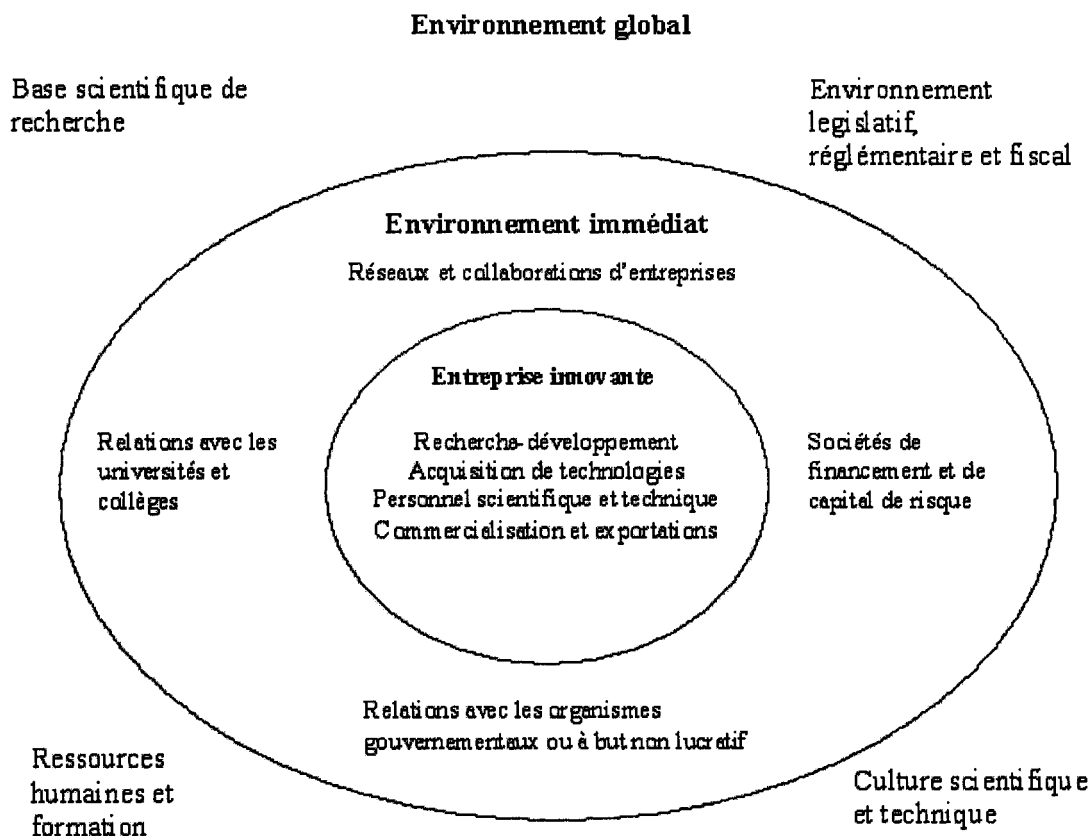 Environnement global
Base scientifique de
recherche
Environnement
legislatif,
réglémentaire et fiscal
Environnement immédiat
Réseaux et collaborations d'entreprises
Entreprise innovante
Relations avec les
universités et
collèges
Recherche-développement
Acquisition de technologies
Personnel scientifique et technique
Commercialisation et exportations
Sociétés de
financement et de
capital de risque
Relations avec les organismes
gouvernementaux ou à but non lucratif
Ressources
humaines et
formation
Culture scientifique
et technique